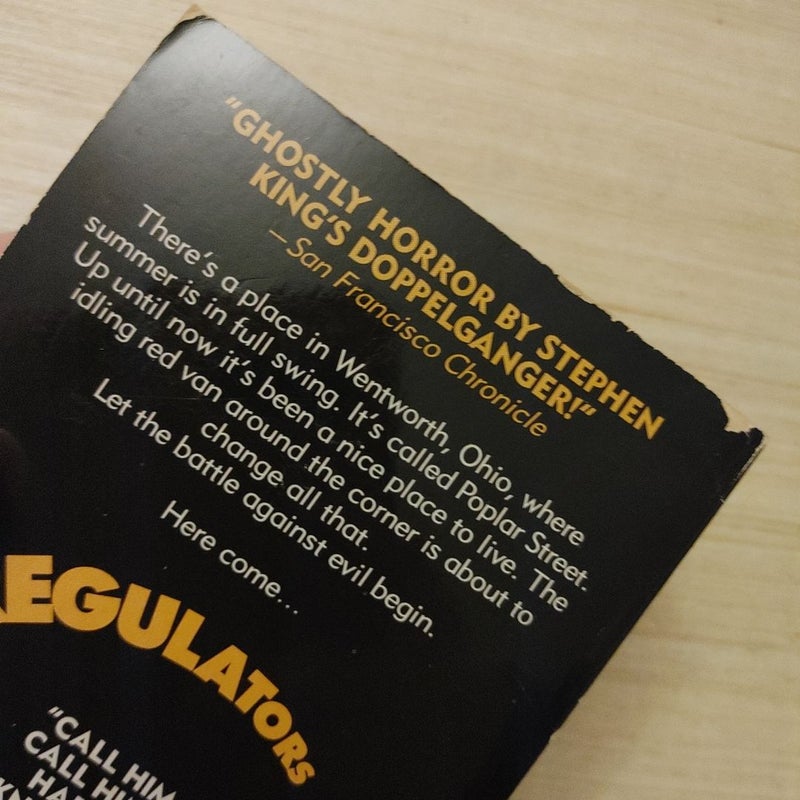 "GHOSTLY HORROR BY STEPHEN
KING'S DOPPELGANGER!"
—San Francisco Chronicle
There's a place in Wentworth, Ohio, where
summer is in full swing. It's called Poplar Street.
Up until now it's been a nice place to live. The
idling red van around the corner is about to
change all that.
Let the battle against evil begin.
Here come...
EGULATORS
"CALL HIM
CALL HI
HA